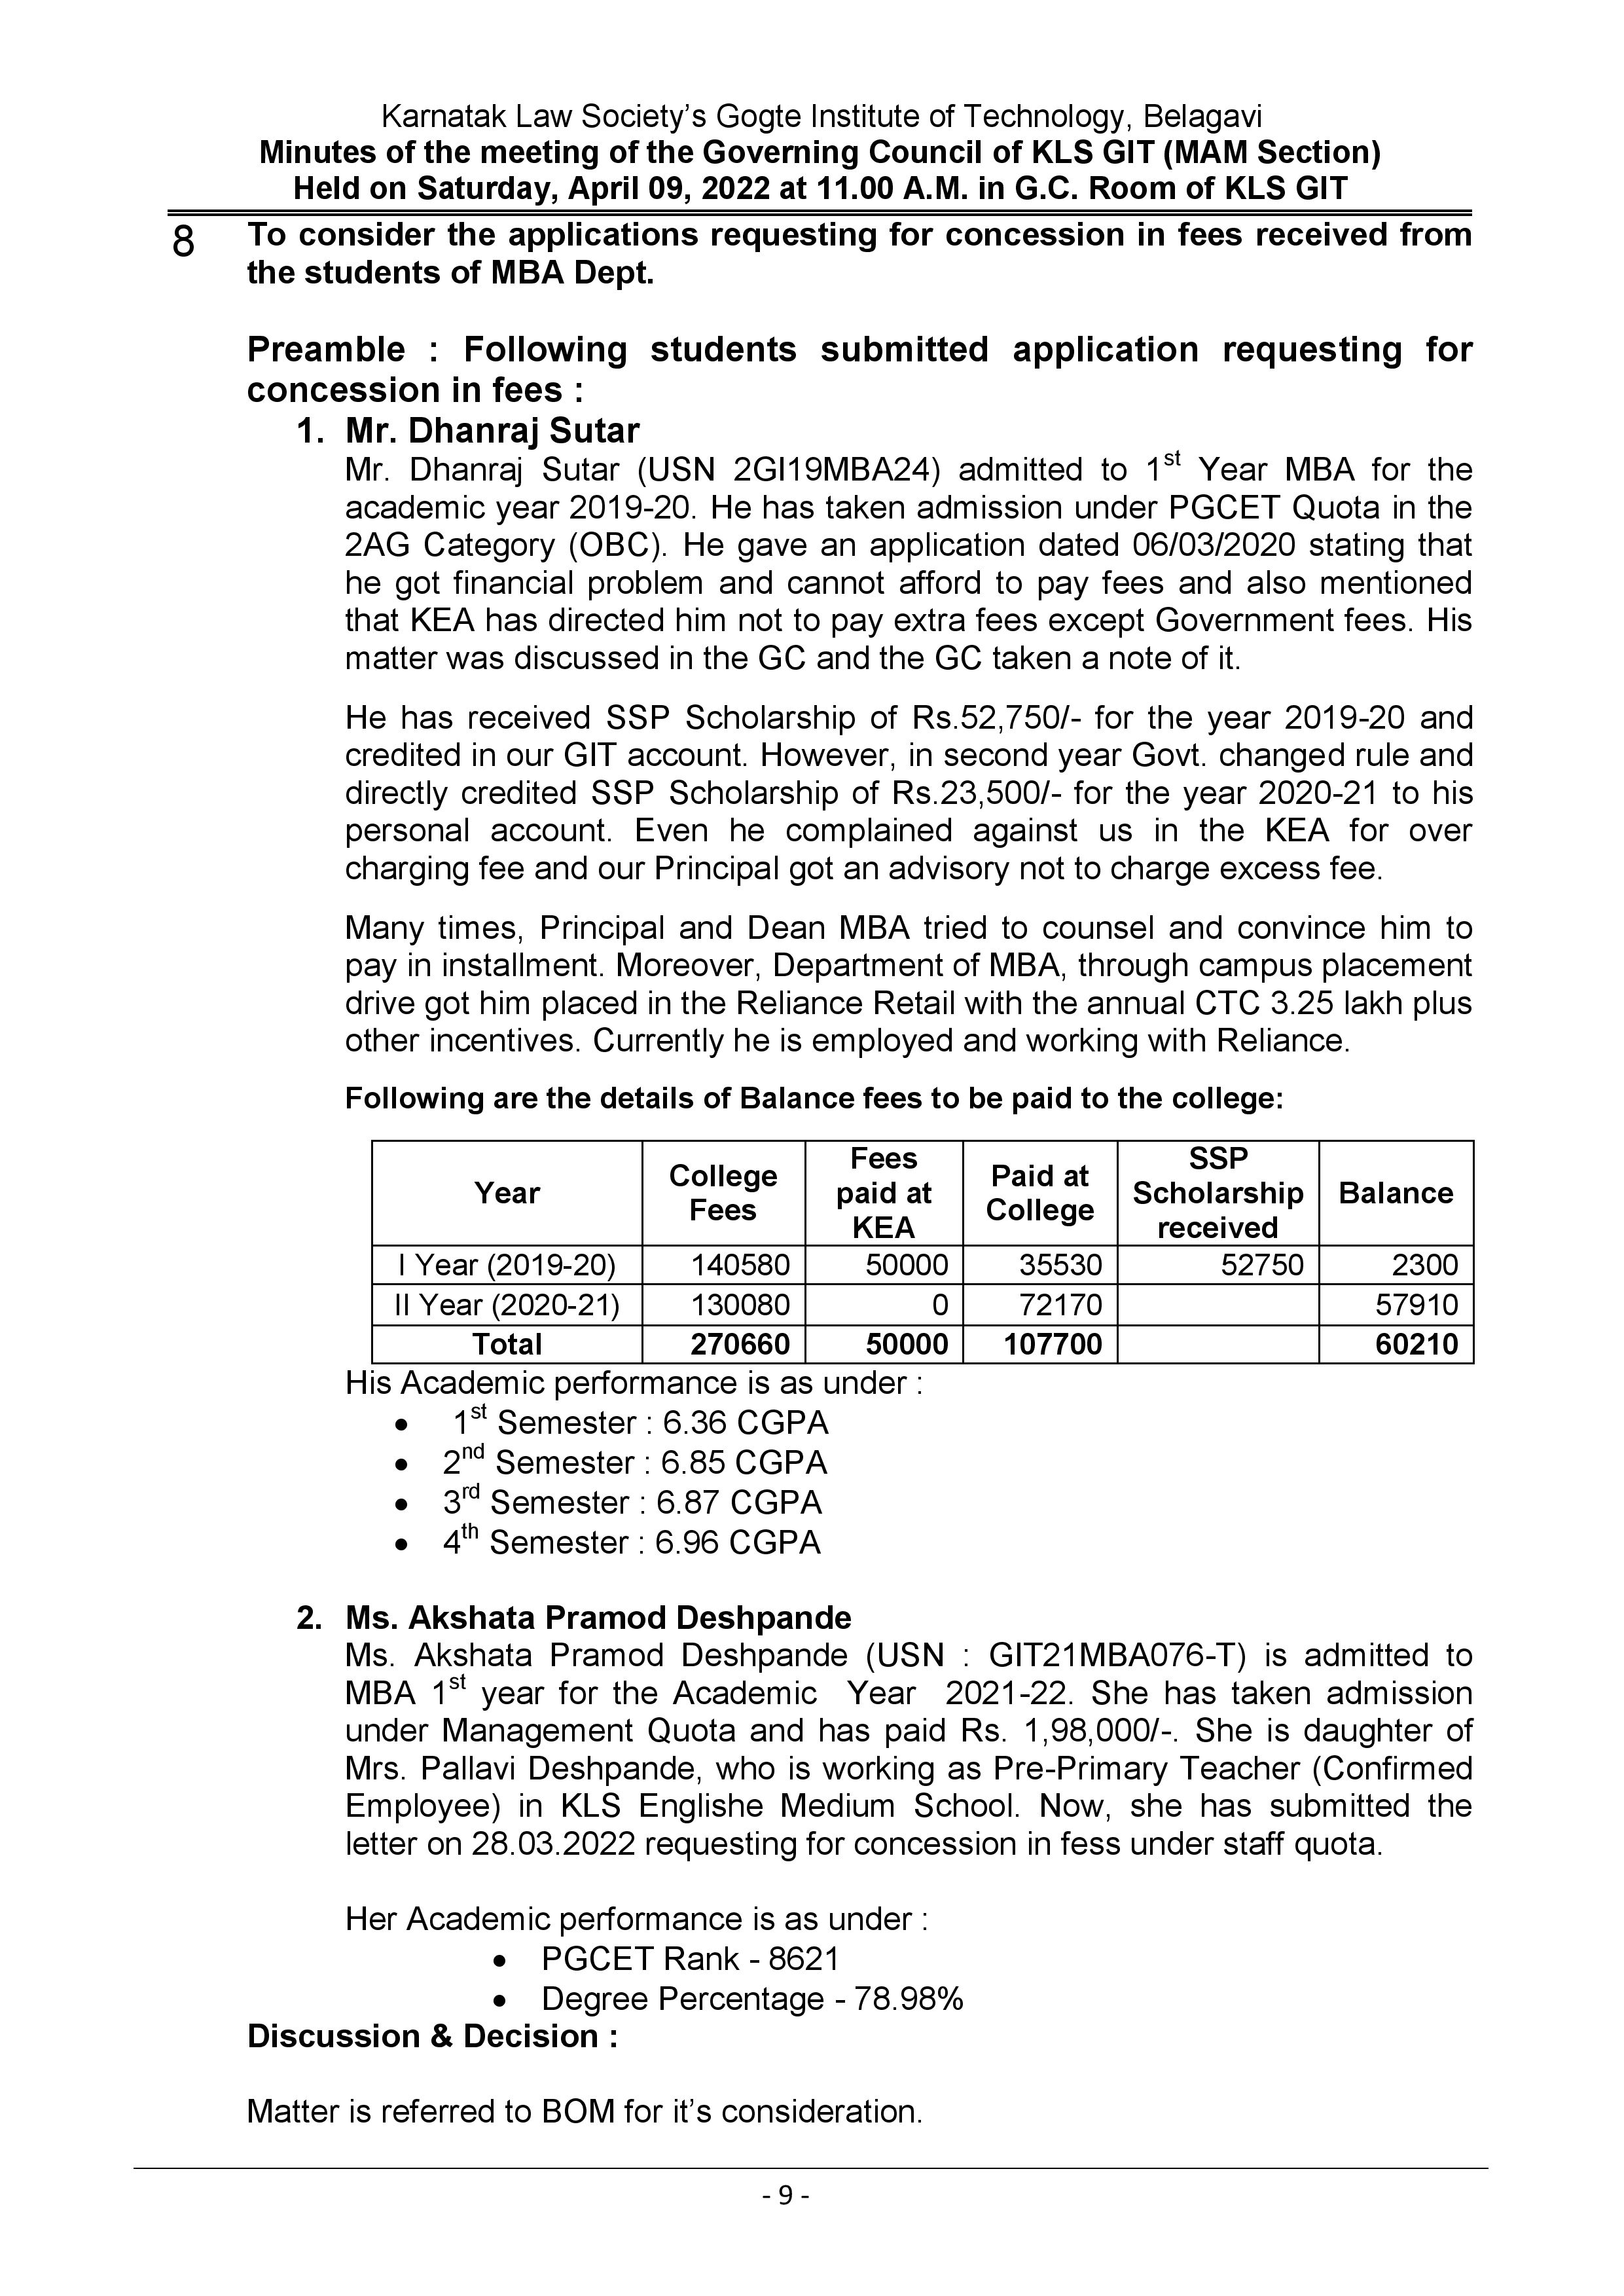 Karnatak Law Society’s Gogte Institute of Technology, Belagavi
Minutes of the meeting of the Governing Council of KLS GIT (MAM Section)
Held on Saturday, April 09, 2022 at 11.00 A.M. in G.C. Room of KLS GIT
8 To consider the applications requesting for concession in fees received from
the students of MBA Dept.
Preamble : Following students submitted application requesting for
concession in fees :
1. Mr. Dhanraj Sutar
Mr. Dhanraj Sutar (USN 2GI19MBA24) admitted to 1st Year MBA for the
academic year 2019-20. He has taken admission under PGCET Quota in the
2AG Category (OBC). He gave an application dated 06/03/2020 stating that
he got financial problem and cannot afford to pay fees and also mentioned
that KEA has directed him not to pay extra fees except Government fees. His
matter was discussed in the GC and the GC taken a note of it.
He has received SSP Scholarship of Rs.52,750/- for the year 2019-20 and
credited in our GIT account. However, in second year Govt. changed rule and
directly credited SSP Scholarship of Rs.23,500/- for the year 2020-21 to his
personal account. Even he complained against us in the KEA for over
charging fee and our Principal got an advisory not to charge excess fee.
Many times, Principal and Dean MBA tried to counsel and convince him to
pay in installment. Moreover, Department of MBA, through campus placement
drive got him placed in the Reliance Retail with the annual CTC 3.25 lakh plus
other incentives. Currently he is employed and working with Reliance.
Following are the details of Balance fees to be paid to the college:
Year College Fees Fees paid at KEA Paid at College SSP Scholarship received Balance
I Year (2019-20) 140580 50000 35530 52750 2300
II Year (2020-21) 130080 0 72170 57910
Total 270660 50000 107700 60210
His Academic performance is as under :
• 1st Semester : 6.36 CGPA
• 2nd Semester : 6.85 CGPA
• 3rd Semester : 6.87 CGPA
• 4th Semester : 6.96 CGPA
2. Ms. Akshata Pramod Deshpande
Ms. Akshata Pramod Deshpande (USN : GIT21MBA076-T) is admitted to
MBA 1st year for the Academic Year 2021-22. She has taken admission
under Management Quota and has paid Rs. 1,98,000/-. She is daughter of
Mrs. Pallavi Deshpande, who is working as Pre-Primary Teacher (Confirmed
Employee) in KLS Englishe Medium School. Now, she has submitted the
letter on 28.03.2022 requesting for concession in fess under staff quota.
Her Academic performance is as under :
• PGCET Rank - 8621
• Degree Percentage - 78.98%
Discussion & Decision :
Matter is referred to BOM for it’s consideration.
- 9 -